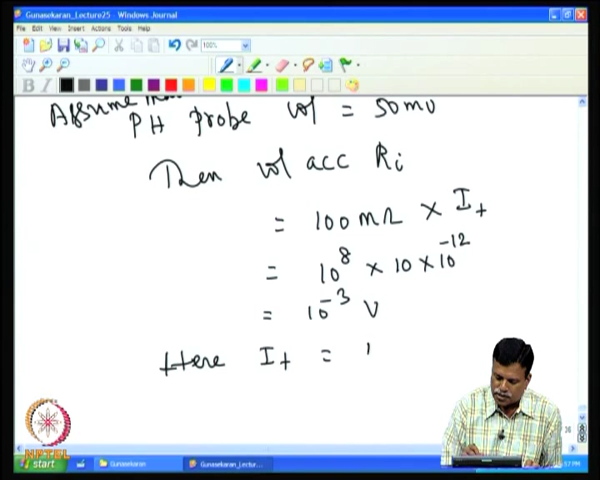 Gunasekaran_Lecture25 - Windows Journal
File Edit View Insert Actions Tools Help
100%
B I
Assume that
PH Probe vol = 50mv
Then vol acc Ri
= 100 MΩ × I+
= 10^8 × 10 × 10^-12
= 10^-3 V
Here I+ = 1
NPTEL
start Gunasekaran Gunasekaran_Lectur...